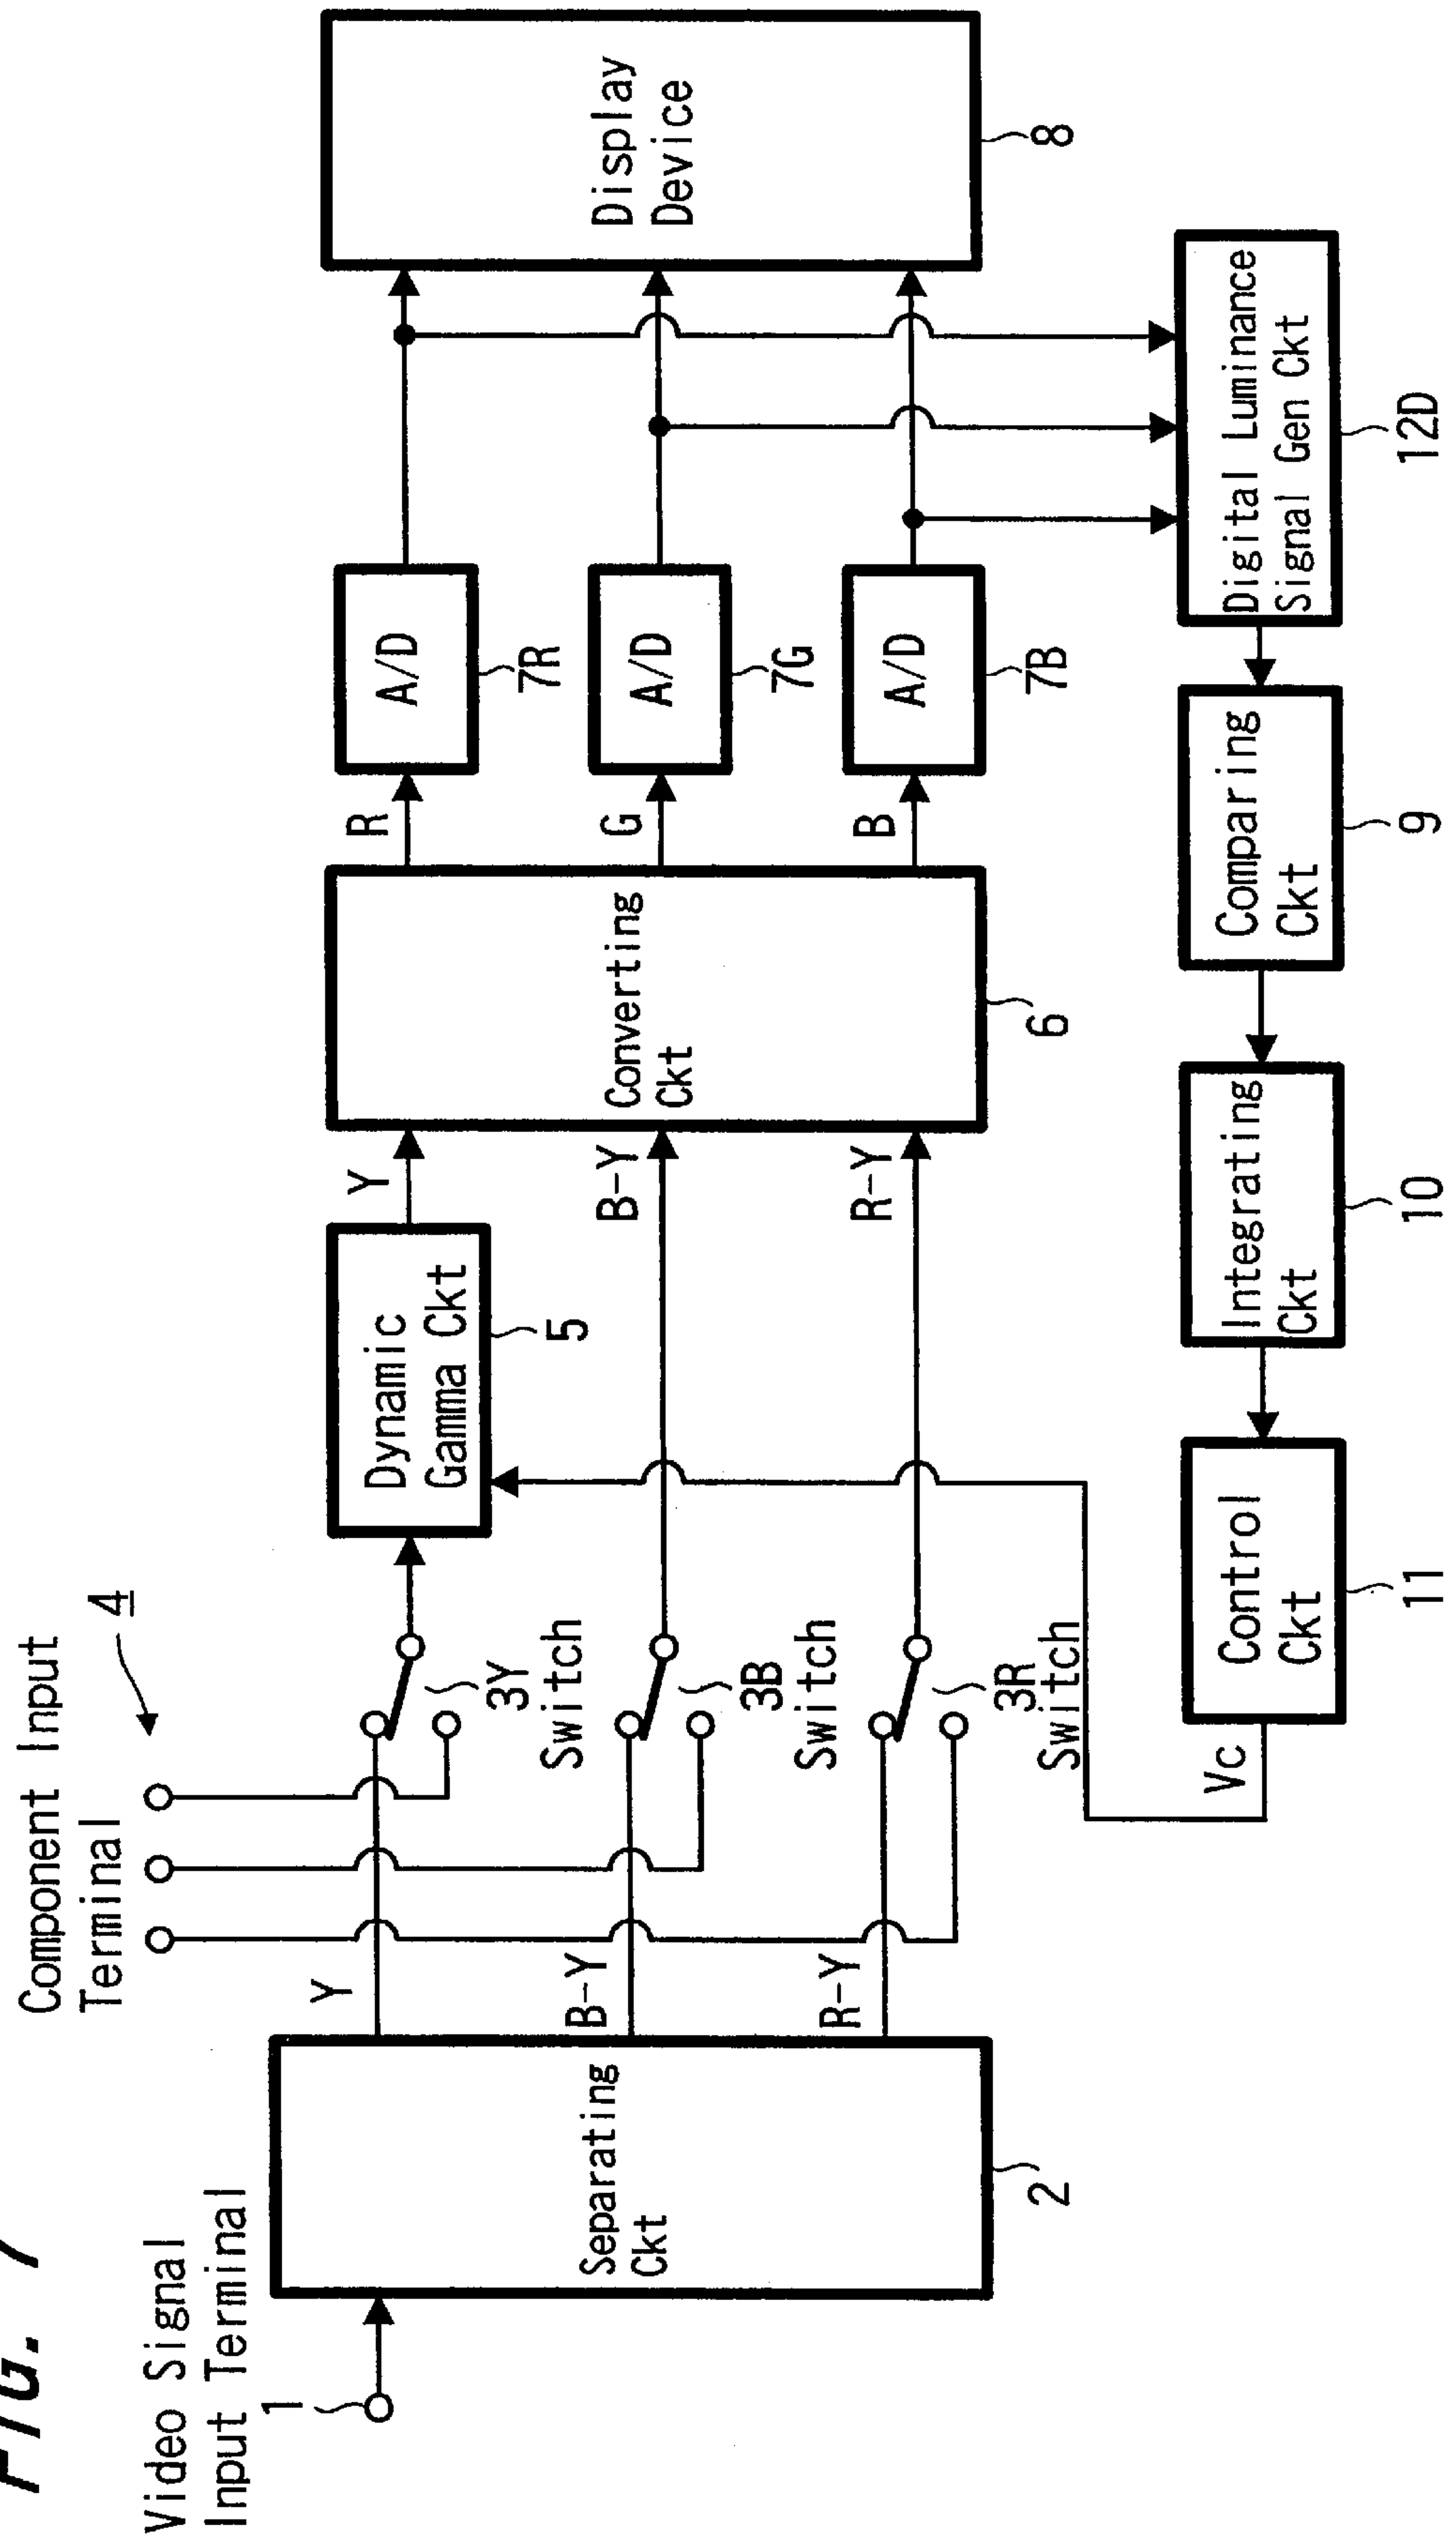 FIG. 7
Component Input
Terminal
4
Video Signal
Input Terminal
1
Separating
Ckt
2
Y
B-Y
R-Y
3Y
Switch
3B
Switch
3R
Switch
Dynamic
Gamma Ckt
5
Y
B-Y
R-Y
Converting
Ckt
6
R
G
B
A/D
7R
A/D
7G
A/D
7B
Display
Device
8
Vc
Control
Ckt
11
Integrating
Ckt
10
Comparing
Ckt
9
Digital Luminance
Signal Gen Ckt
12D